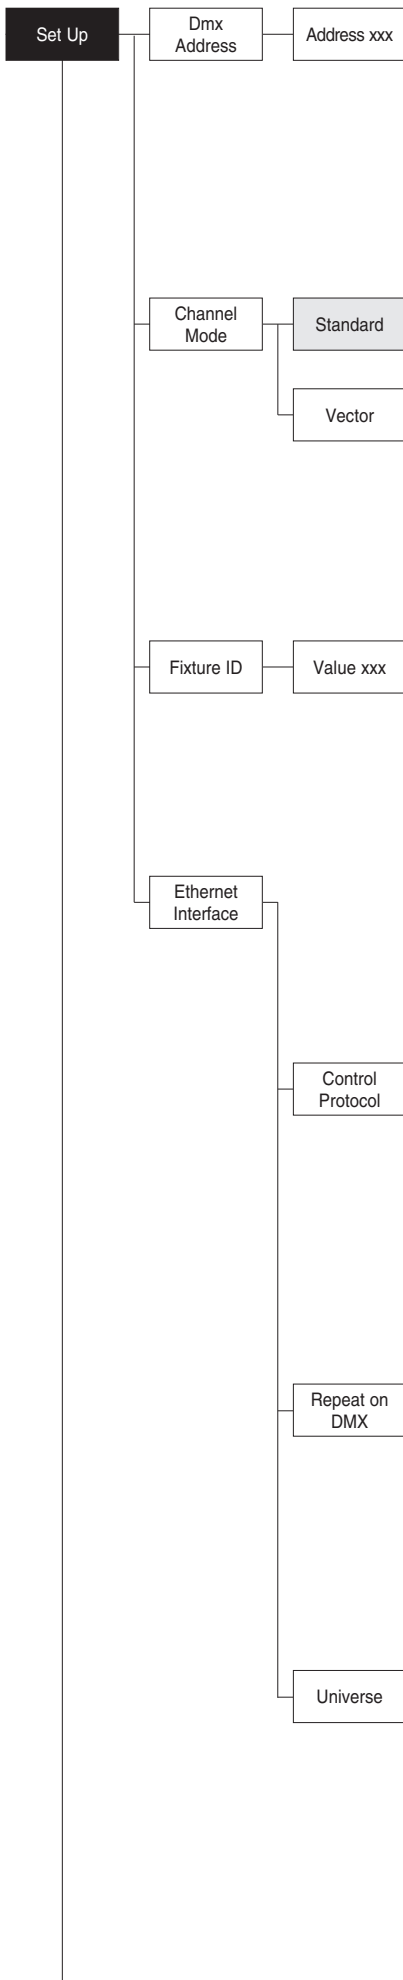 Set Up
Dmx
Address
Address xxx
Channel
Mode
Standard
Vector
Fixture ID
Value xxx
Ethernet
Interface
Control
Protocol
Repeat on
DMX
Universe